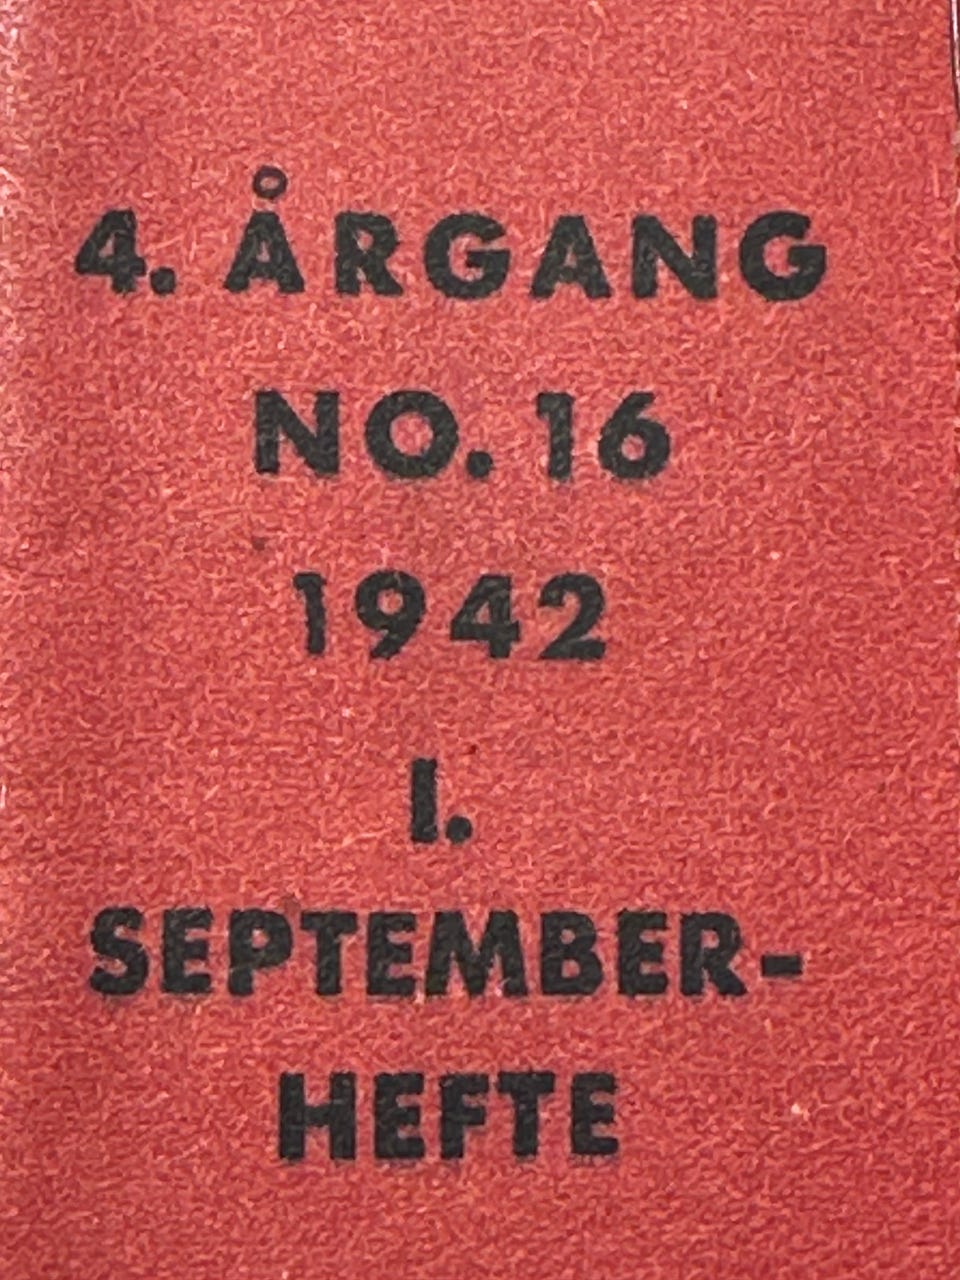 4. ÅRGANG
NO. 16
1942
I.
SEPTEMBER-
HEFTE